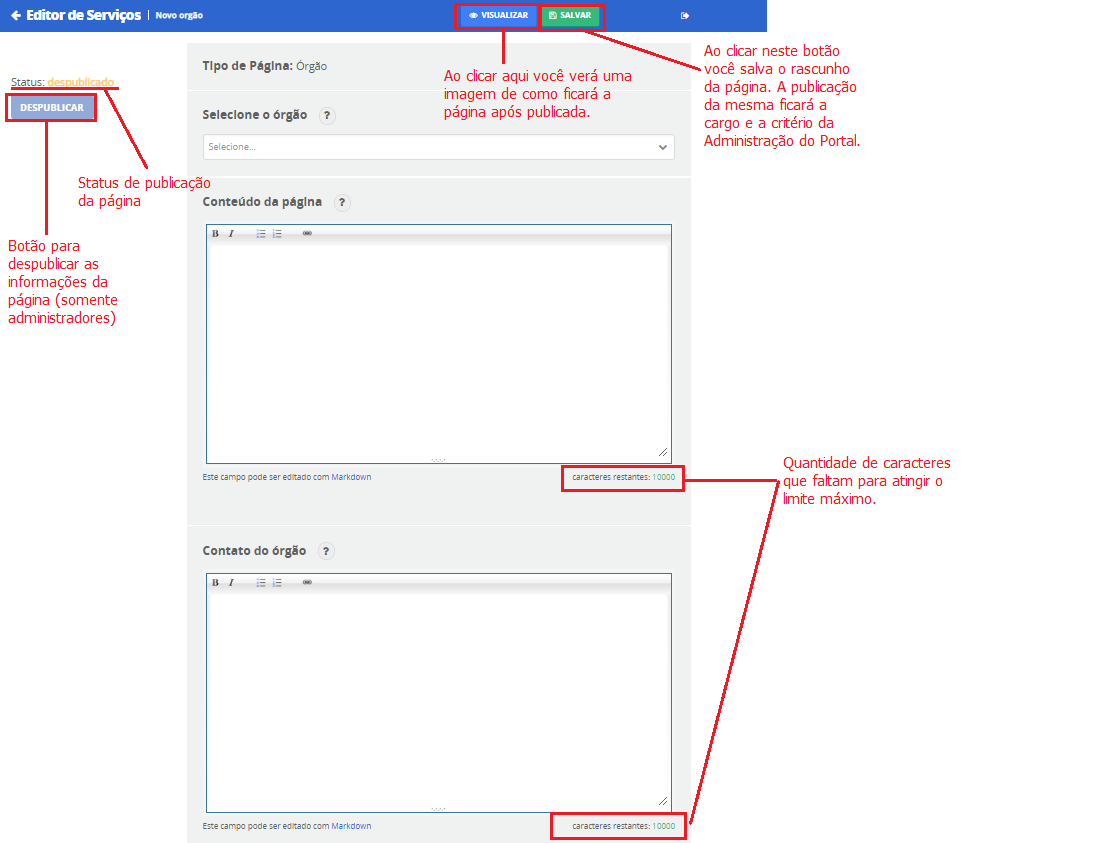 Editor de Serviços | Novo orgão
VISUALIZAR
SALVAR
Tipo de Página: Órgão
Status: despublicado
DESPUBLICAR
Ao clicar aqui você verá uma
imagem de como ficará a
página após publicada.
Ao clicar neste botão
você salva o rascunho
da página. A publicação
da mesma ficará a
cargo e a critério da
Administração do Portal.
Selecione o órgão ?
Selecione...
Status de publicação
da página
Conteúdo da página ?
B I
Botão para
despublicar as
informações da
página (somente
administradores)
Este campo pode ser editado com Markdown
caracteres restantes: 10000
Quantidade de caracteres
que faltam para atingir o
limite máximo.
Contato do órgão ?
B I
Este campo pode ser editado com Markdown
caracteres restantes: 10000